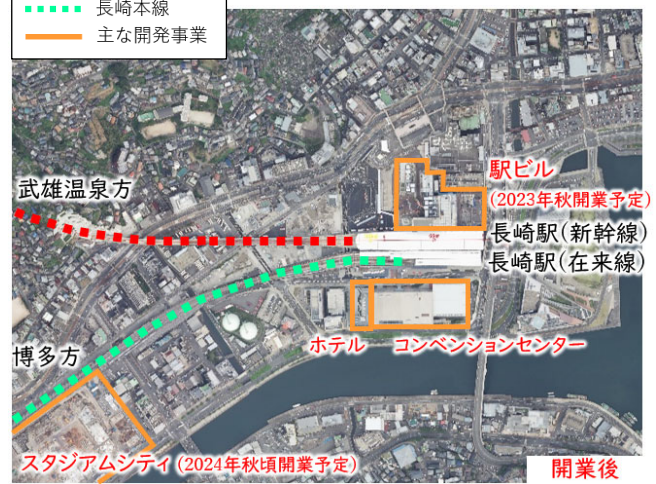 長崎本線
主な開発事業
武雄温泉方
駅ビル
(2023年秋開業予定)
長崎駅(新幹線)
長崎駅(在来線)
博多方
ホテル コンベンションセンター
スタジアムシティ(2024年秋頃開業予定)
開業後